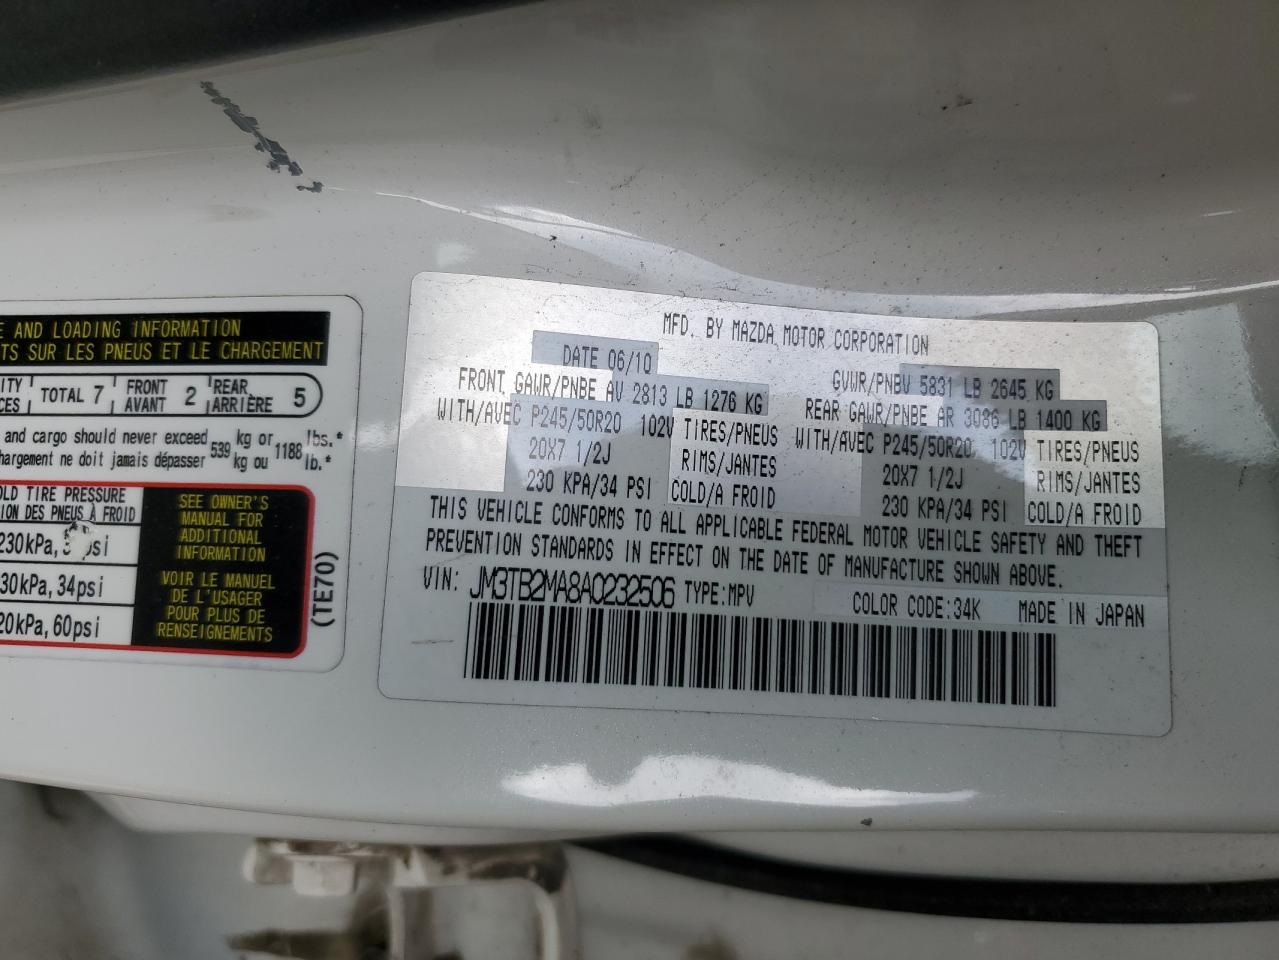 E AND LOADING INFORMATION
TS SUR LES PNEUS ET LE CHARGEMENT
ITY TOTAL 7 FRONT 2 REAR 5
CES AVANT ARRIÈRE
and cargo should never exceed 539 kg or 1188 lbs.*
hargement ne doit jamais dépasser kg ou lb.*
OLD TIRE PRESSURE
ION DES PNEUS À FROID
230kPa, psi
30kPa, 34psi
20kPa, 60psi
SEE OWNER'S
MANUAL FOR
ADDITIONAL
INFORMATION
VOIR LE MANUEL
DE L'USAGER
POUR PLUS DE
RENSEIGNEMENTS
(TE70)
MFD. BY MAZDA MOTOR CORPORATION
DATE 06/10 GVWR/PNBV 5831 LB 2645 KG
FRONT GAWR/PNBE AV 2813 LB 1276 KG REAR GAWR/PNBE AR 3086 LB 1400 KG
WITH/AVEC P245/50R20 102V TIRES/PNEUS WITH/AVEC P245/50R20 102V TIRES/PNEUS
20X7 1/2J RIMS/JANTES 20X7 1/2J RIMS/JANTES
230 KPA/34 PSI COLD/A FROID 230 KPA/34 PSI COLD/A FROID
THIS VEHICLE CONFORMS TO ALL APPLICABLE FEDERAL MOTOR VEHICLE SAFETY AND THEFT
PREVENTION STANDARDS IN EFFECT ON THE DATE OF MANUFACTURE SHOWN ABOVE.
VIN: JM3TB2MA8A0232506 TYPE:MPV COLOR CODE:34K MADE IN JAPAN